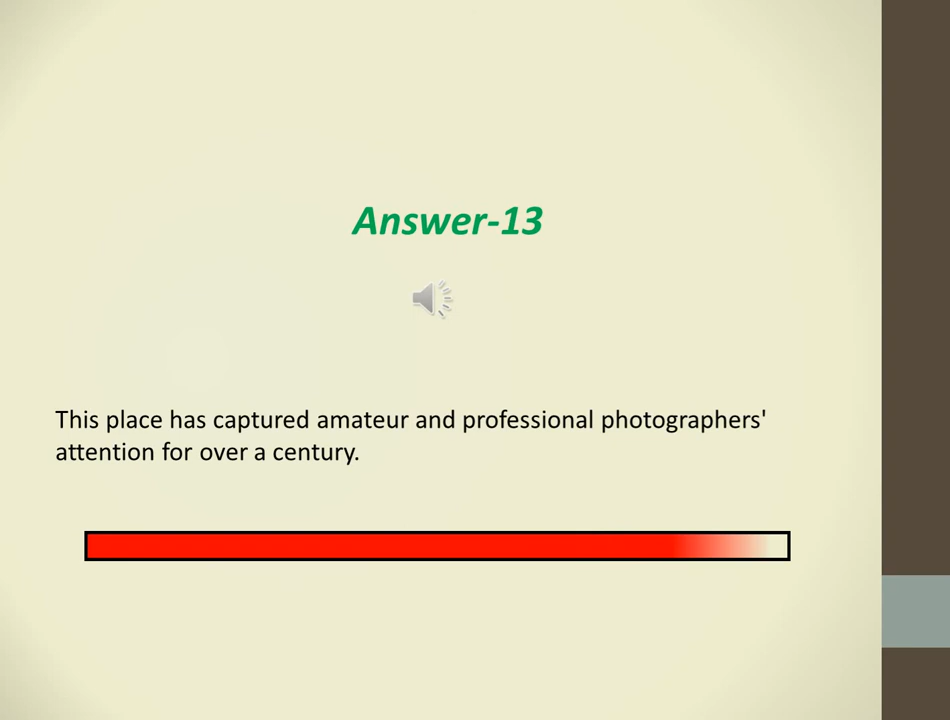 Answer-13
This place has captured amateur and professional photographers'
attention for over a century.